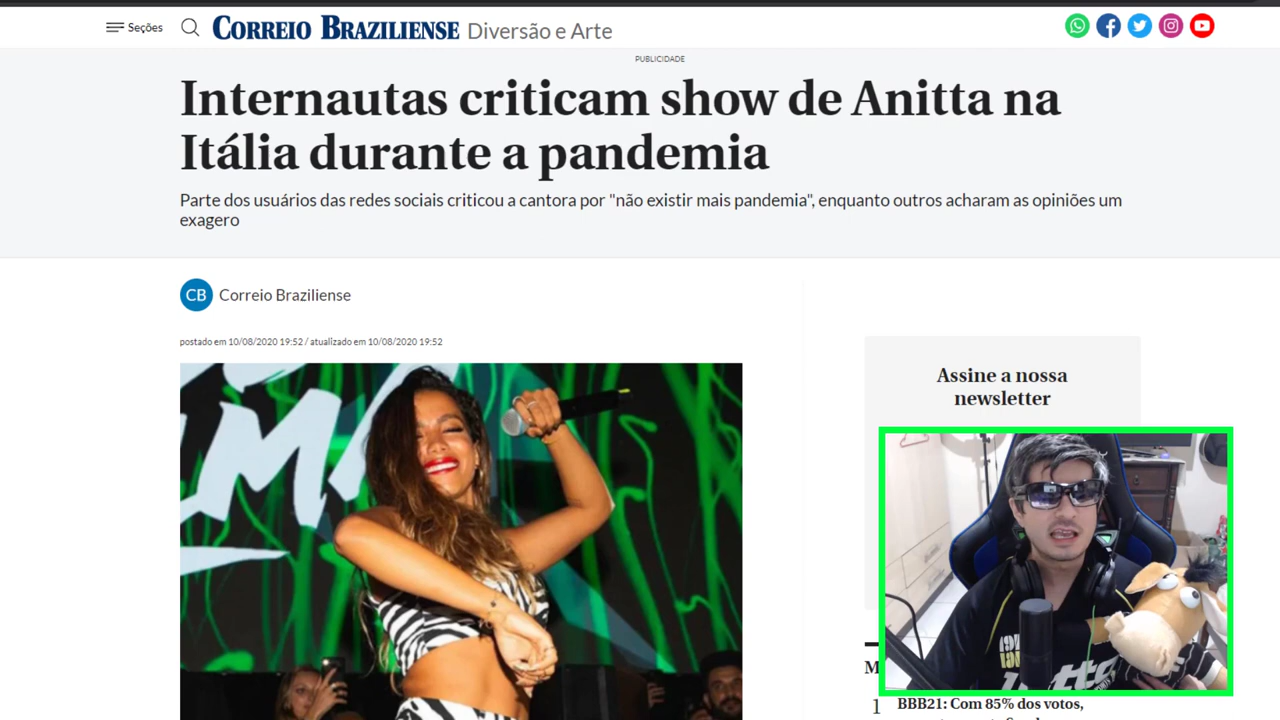 Seções
CORREIO BRAZILIENSE Diversão e Arte
PUBLICIDADE
Internautas criticam show de Anitta na
Itália durante a pandemia
Parte dos usuários das redes sociais criticou a cantora por "não existir mais pandemia", enquanto outros acharam as opiniões um
exagero
CB Correio Braziliense
postado em 10/08/2020 19:52 / atualizado em 10/08/2020 19:52
Assine a nossa
newsletter
M
1 BBB21: Com 85% dos votos,